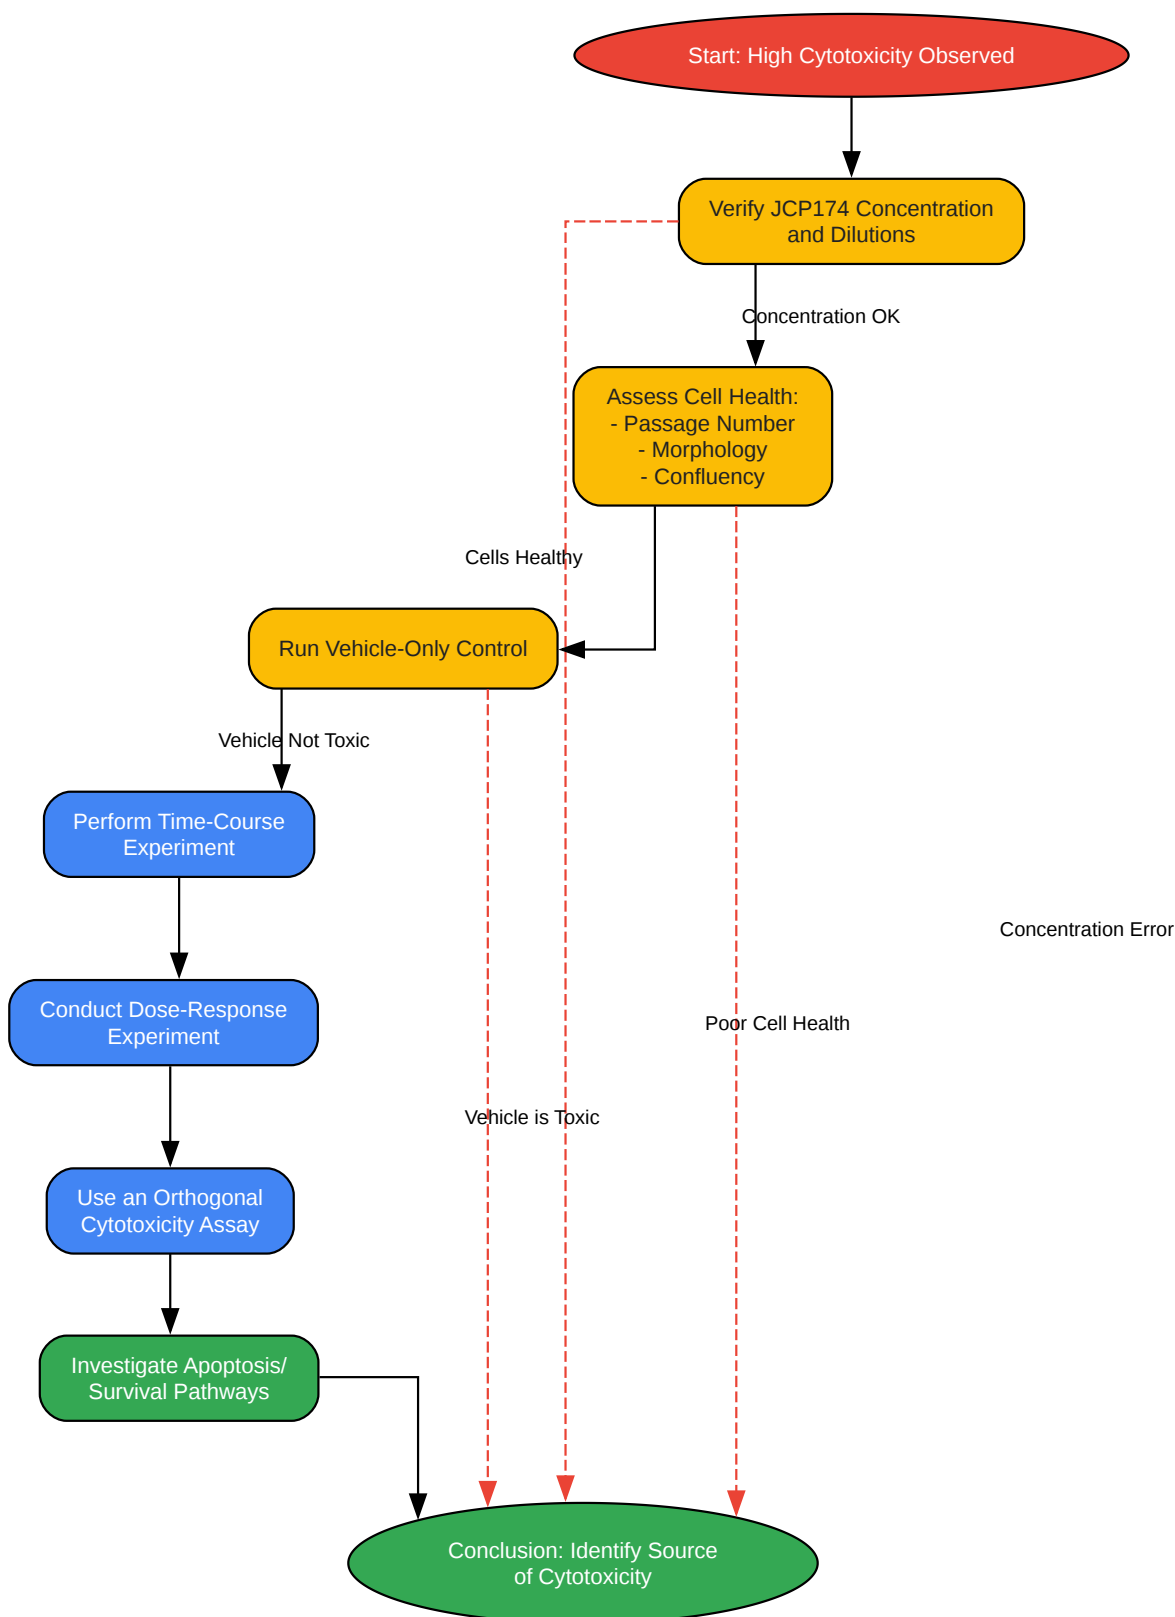 Start: High Cytotoxicity Observed
Verify JCP174 Concentration
and Dilutions
Concentration OK
Assess Cell Health:
- Passage Number
- Morphology
- Confluency
Cells Healthy
Run Vehicle-Only Control
Vehicle Not Toxic
Perform Time-Course
Experiment
Concentration Error
Conduct Dose-Response
Experiment
Poor Cell Health
Vehicle is Toxic
Use an Orthogonal
Cytotoxicity Assay
Investigate Apoptosis/
Survival Pathways
Conclusion: Identify Source
of Cytotoxicity